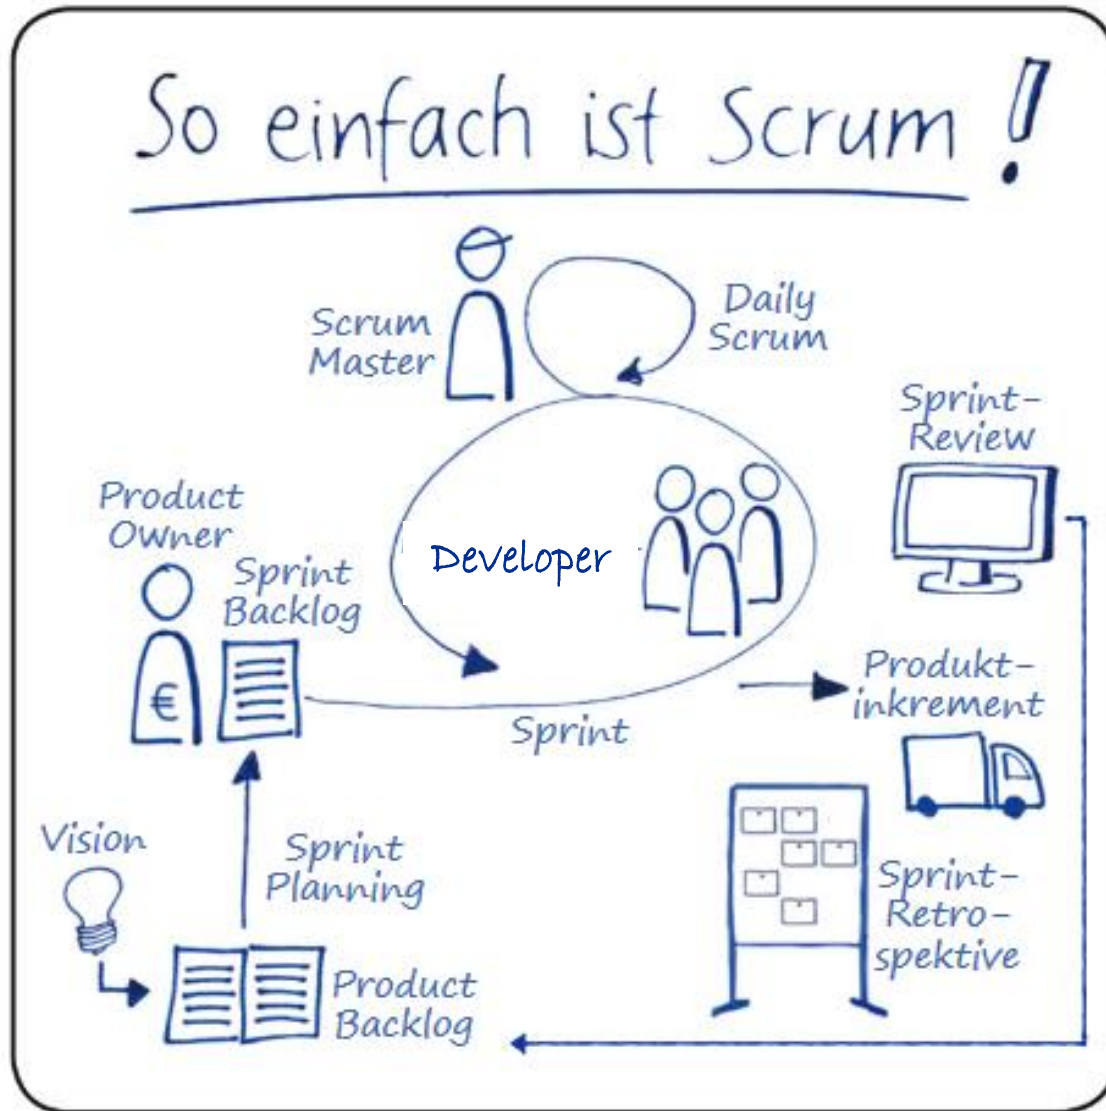 So einfach ist Scrum!
Scrum
Master
Daily
Scrum
Sprint-
Review
Product
Owner
Sprint
Backlog
€
Developer
Produkt-
inkrement
Sprint
Vision
Sprint
Planning
Sprint-
Retro-
spektive
Product
Backlog